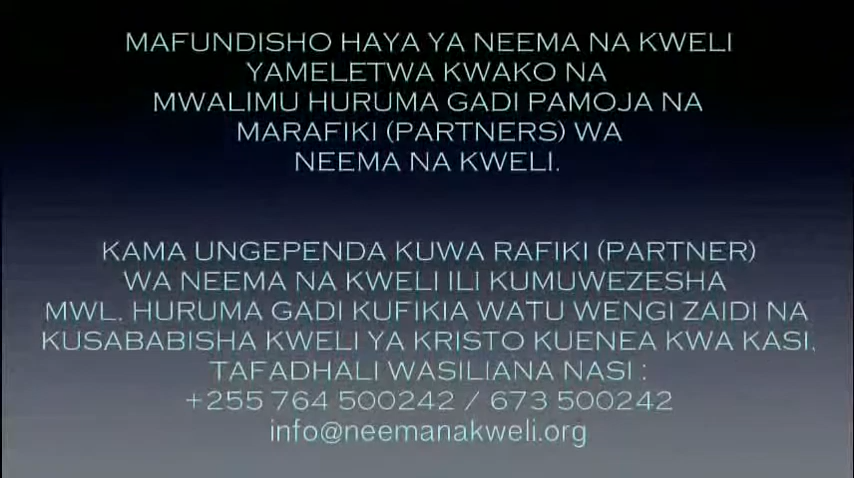 MAFUNDISHO HAYA YA NEEMA NA KWELI
YAMELETWA KWAKO NA
MWALIMU HURUMA GADI PAMOJA NA
MARAFIKI (PARTNERS) WA
NEEMA NA KWELI.
KAMA UNGEPENDA KUWA RAFIKI (PARTNER)
WA NEEMA NA KWELI ILI KUMUWEZESHA
MWL. HURUMA GADI KUFIKIA WATU WENGI ZAIDI NA
KUSABABISHA KWELI YA KRISTO KUENEA KWA KASI.
TAFADHALI WASILIANA NASI :
+255 764 500242 / 673 500242
info@neemanakweli.org